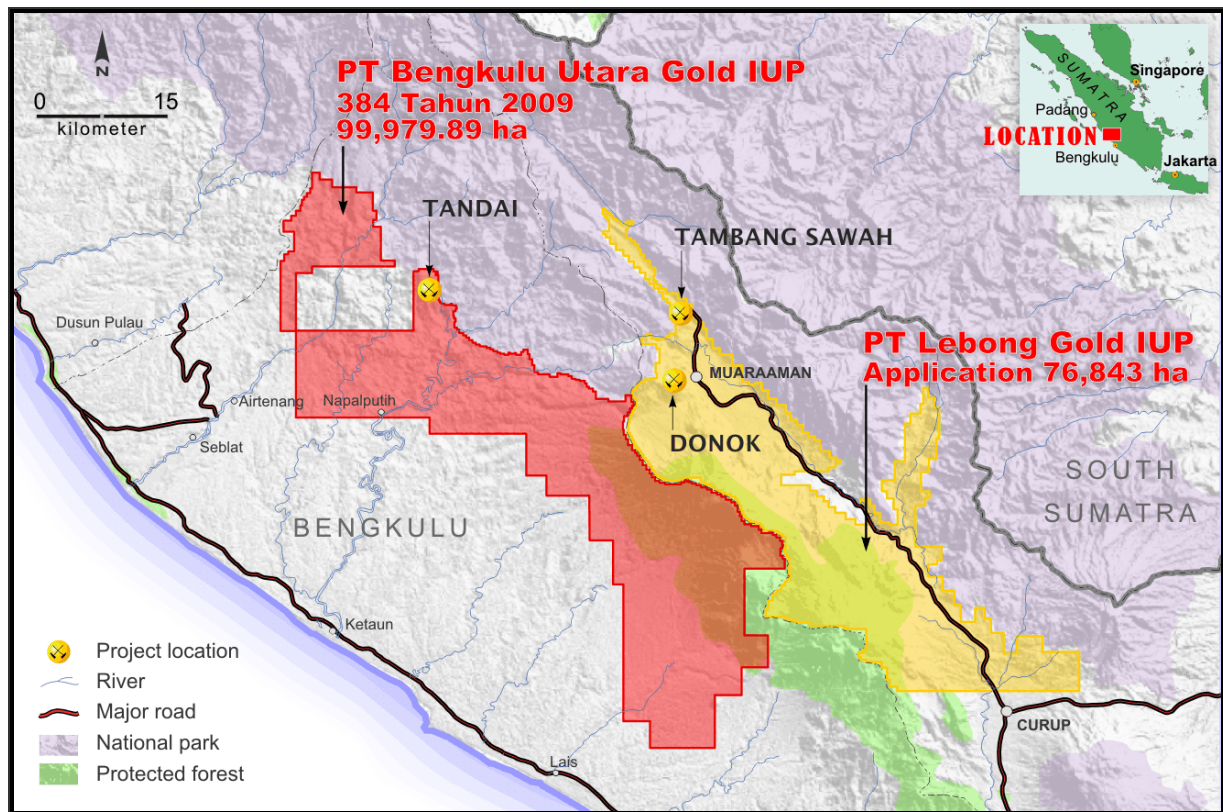 N
0 15
kilometer
PT Bengkulu Utara Gold IUP
384 Tahun 2009
99,979.89 ha
SUMATRA
Singapore
Padang
LOCATION
Bengkulu
Jakarta
TANDAI
TAMBANG SAWAH
Dusun Pulau
PT Lebong Gold IUP
Application 76,843 ha
MUARAAMAN
Airtenang
Napalputih
Seblat
DONOK
SOUTH
SUMATRA
BENGKULU
Ketaun
Project location
River
Major road
National park
Protected forest
CURUP
Lais